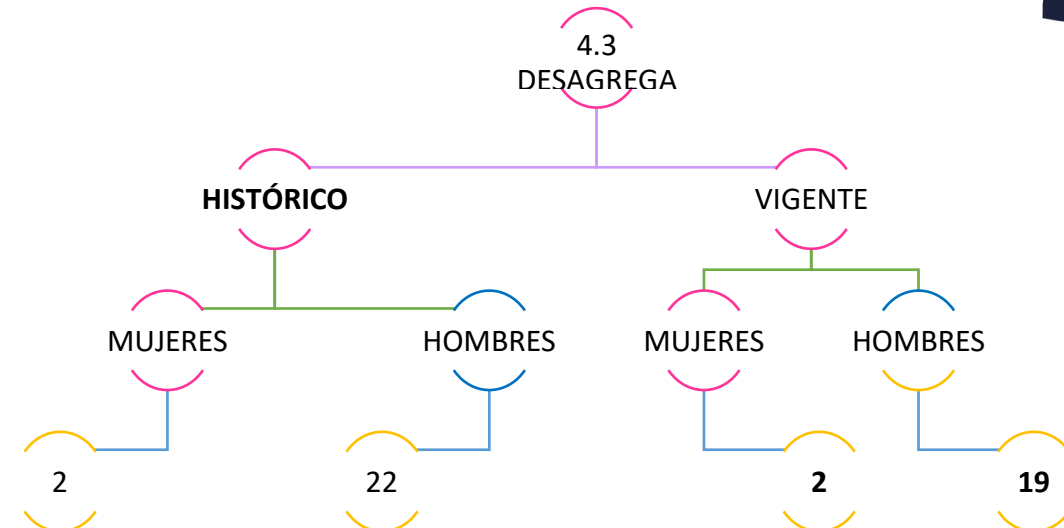 4.3
DESAGREGA
HISTÓRICO
VIGENTE
MUJERES
HOMBRES
MUJERES
HOMBRES
2
22
2
19